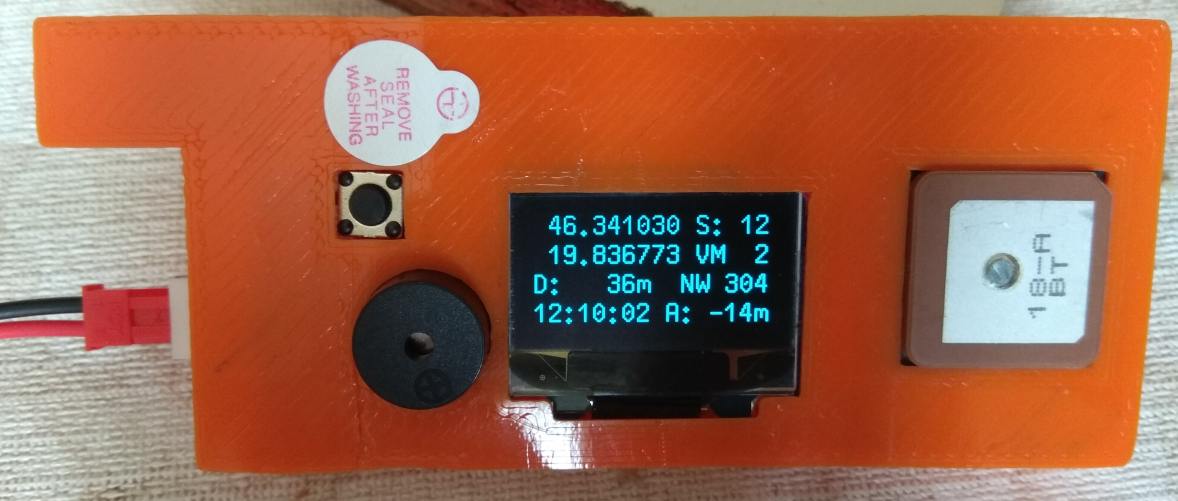 REMOVE
SEAL
AFTER
WASHING
46.341030 S: 12
19.836773 VM 2
D: 36m NW 304
12:10:02 A: -14m
18-A
BT